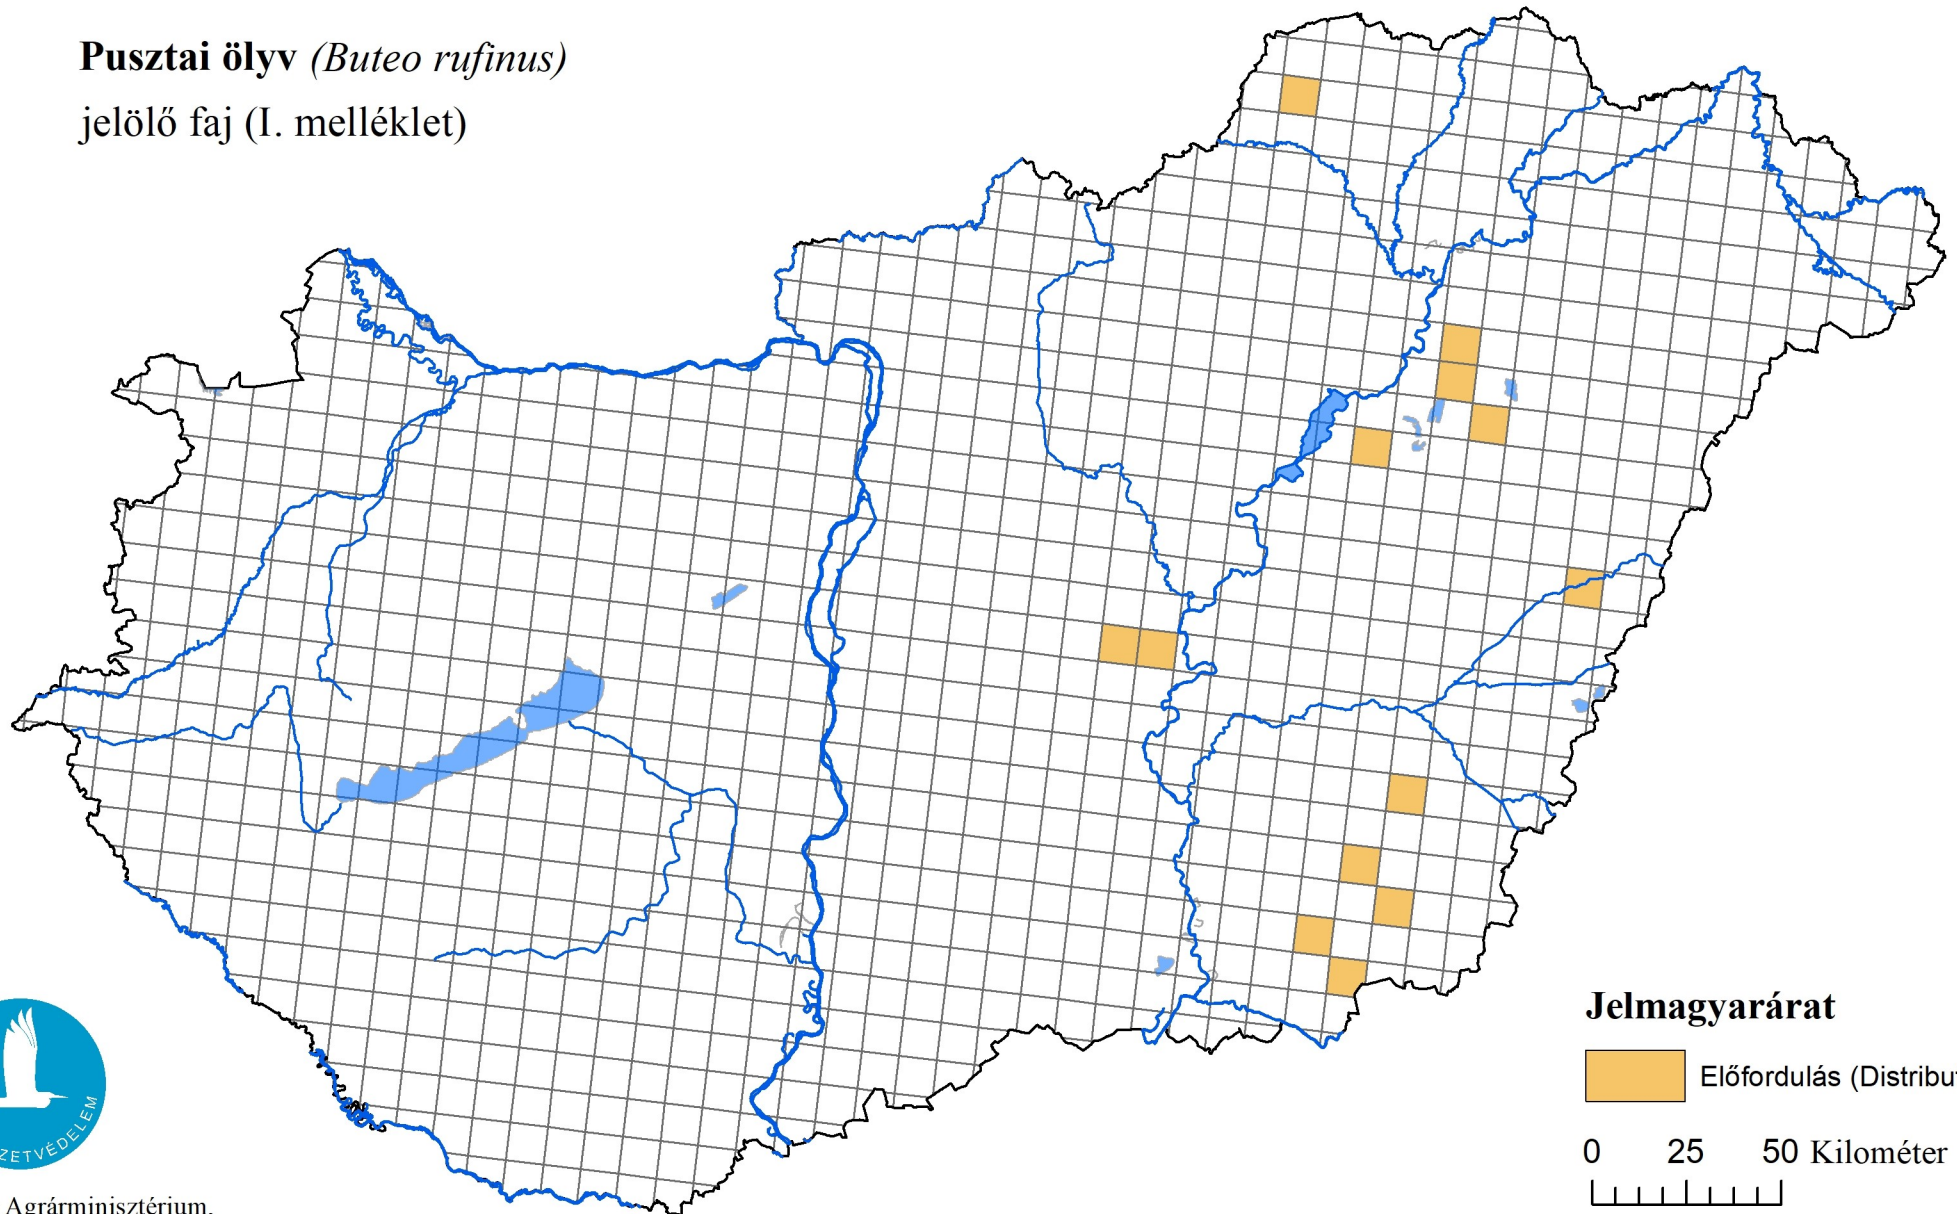 Pusztai ölyv (Buteo rufinus)
jelölő faj (I. melléklet)
Jelmagyarárat
Előfordulás (Distribu
0 25 50 Kilométer
ZETVÉDELEM
Agrárminisztérium,